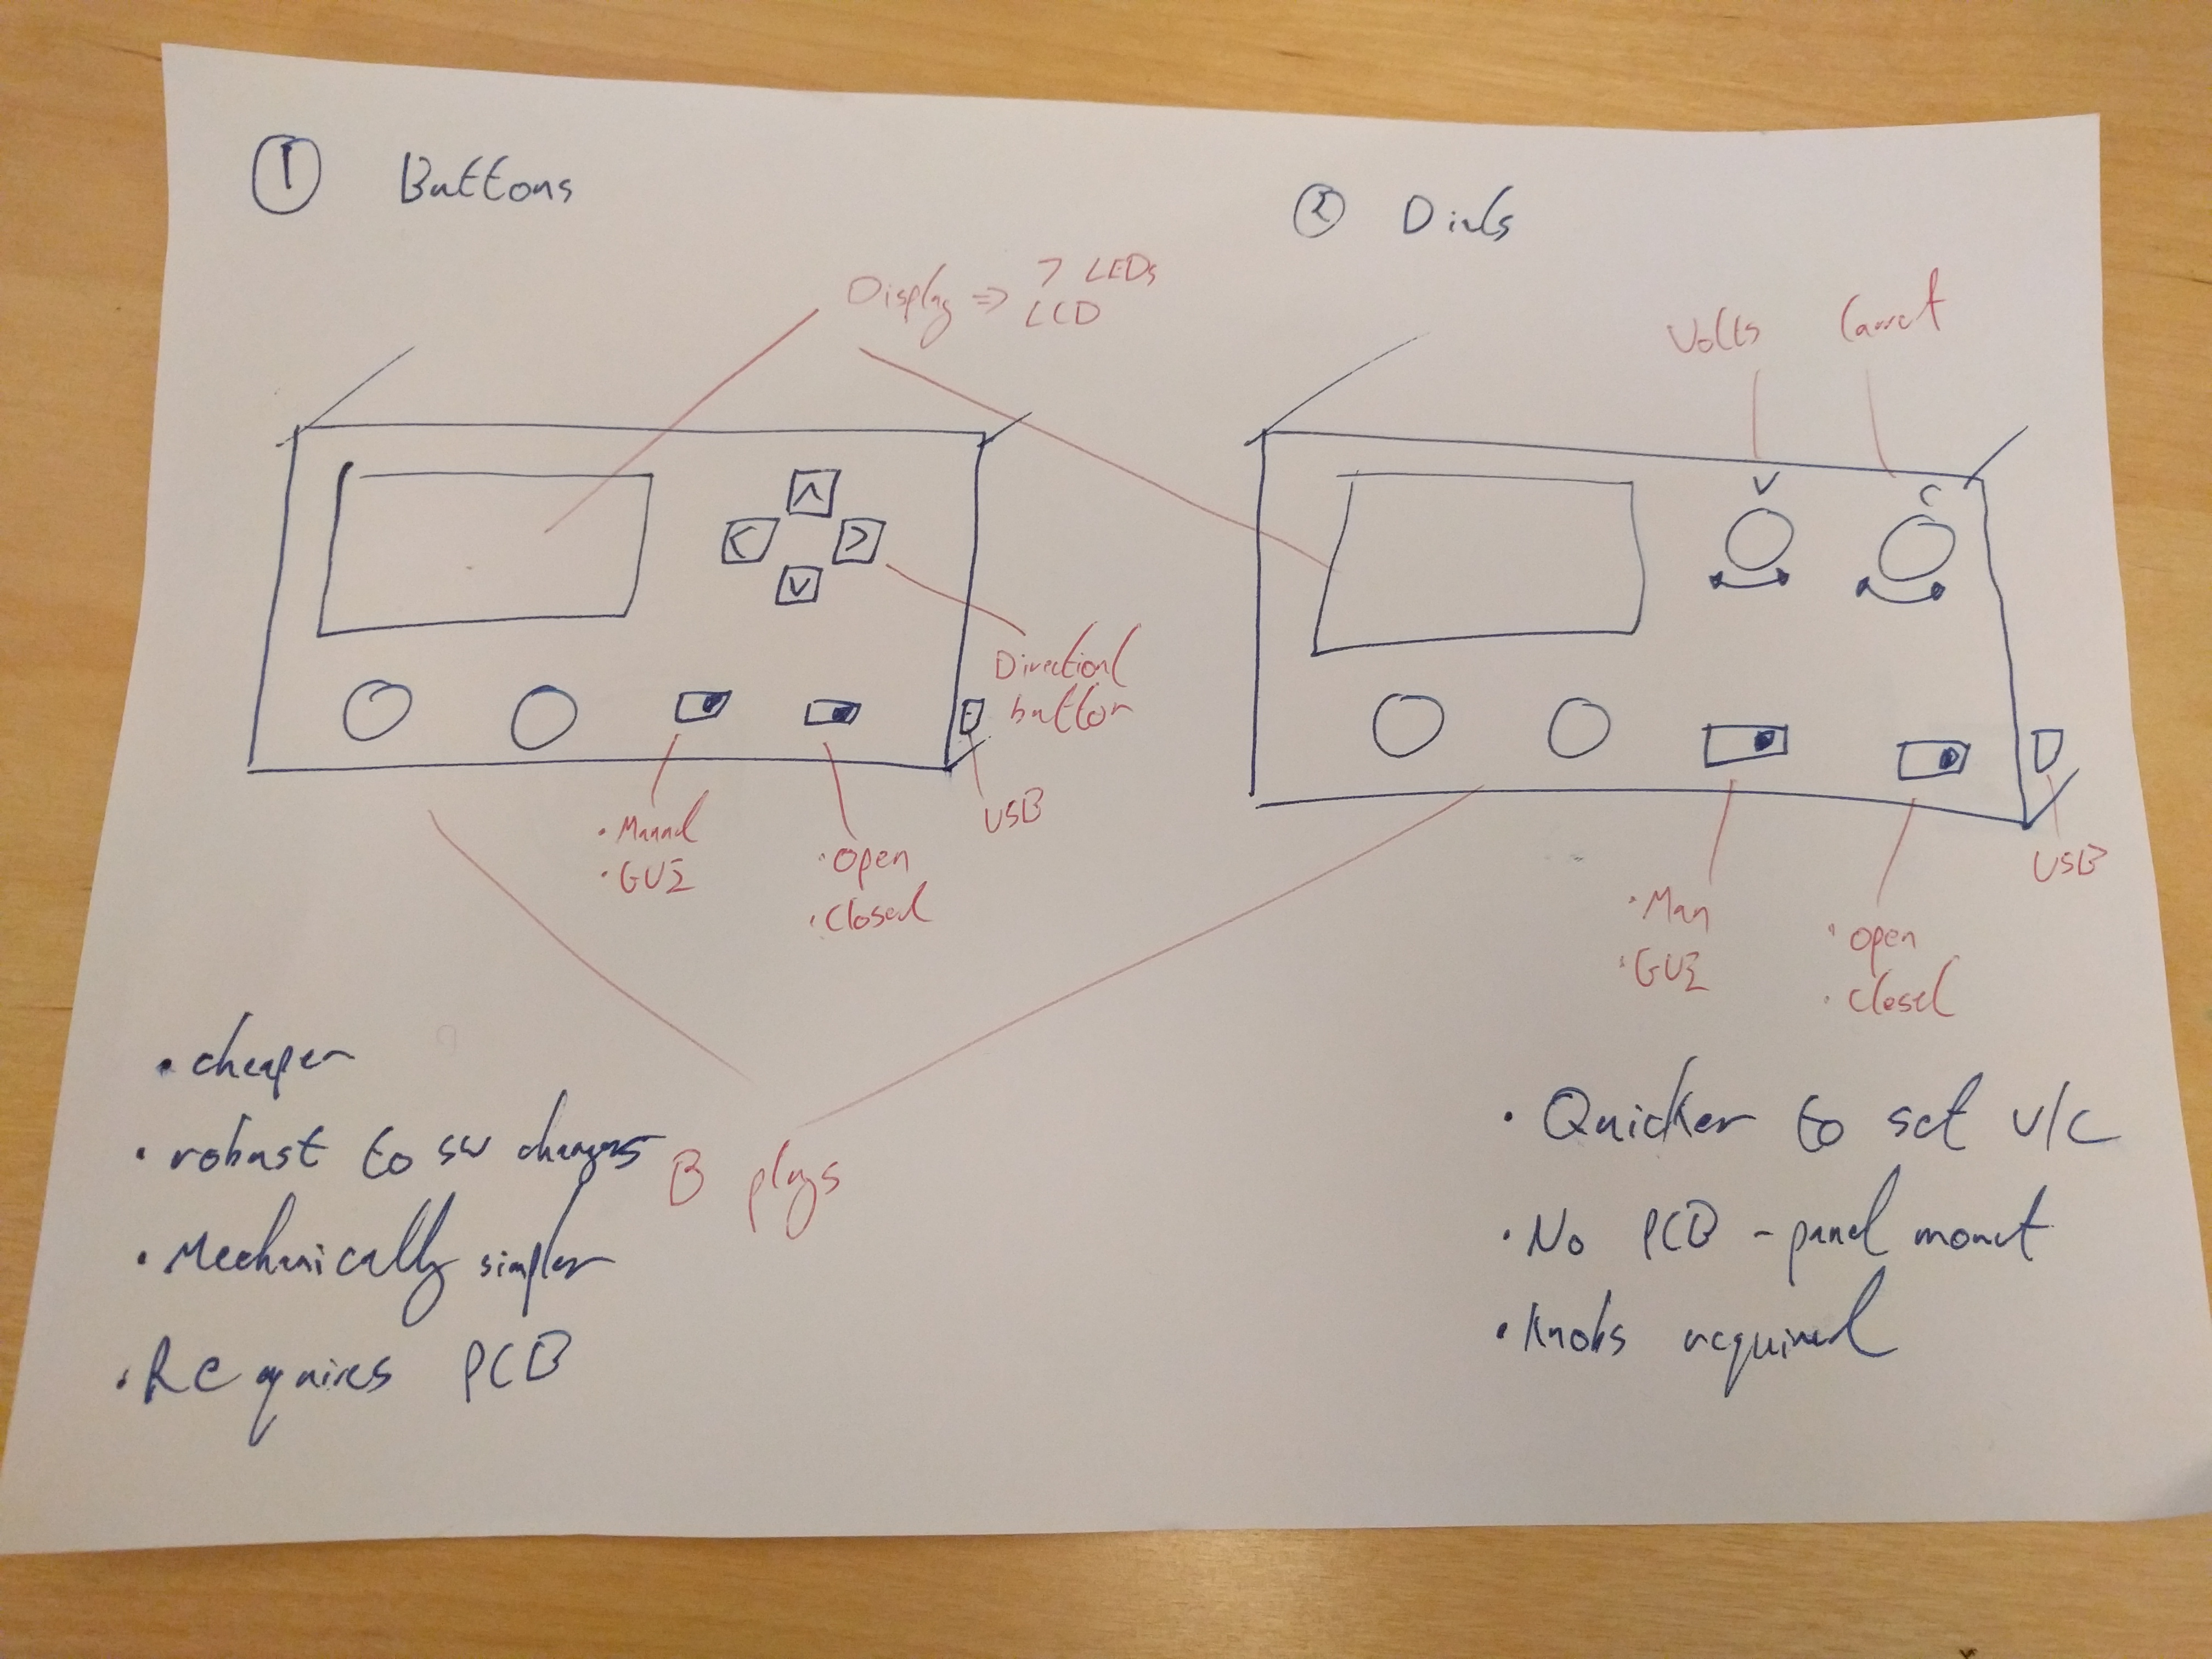 1 Buttons
2 Dials
Display => 7 LEDs
LCD
Volts
Current
V
C
Directional
button
USB
• Manual
• GUI
• Open
• Closed
USB
• Man
• GUI
• Open
• Closed
B plugs
• cheaper
• robust to sw changes
• Mechanically simpler
• Requires PCB
• Quicker to set V/C
• No PCB - panel mount
• Knobs required